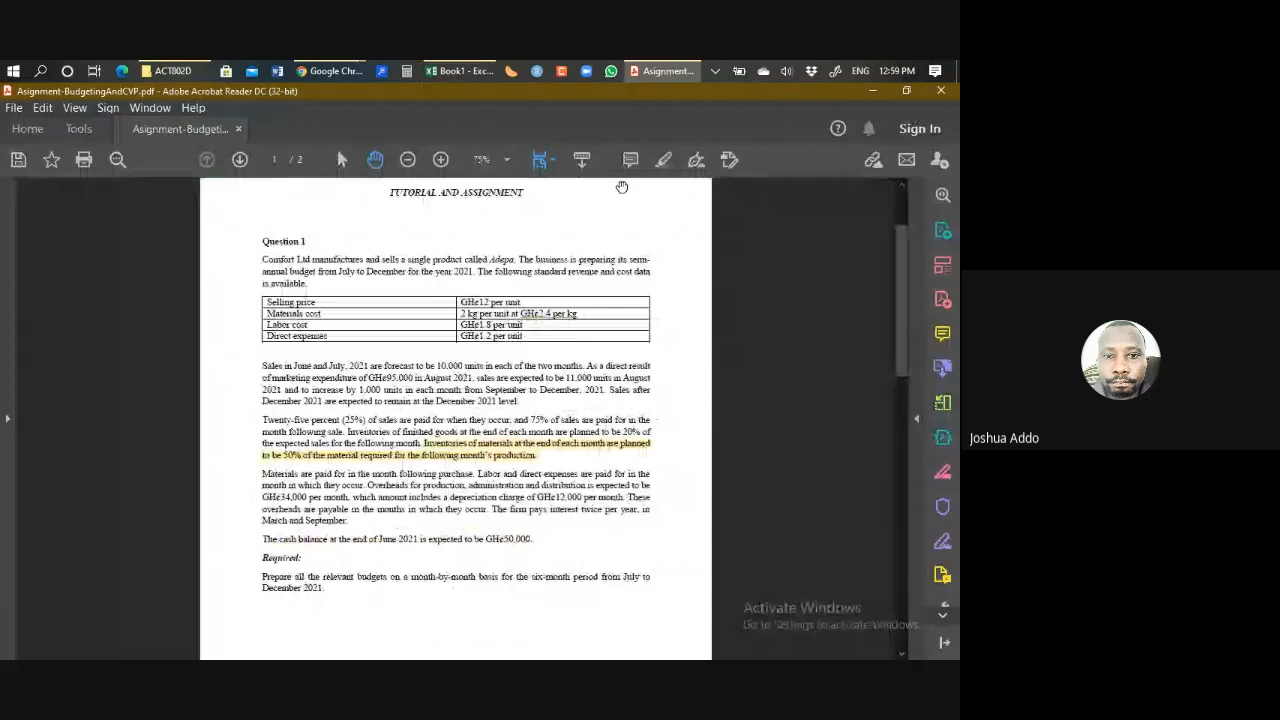 ACT802D
Google Chr...
Book1 - Exc...
Asignment...
ENG
12:59 PM
Asignment-BudgetingAndCVP.pdf - Adobe Acrobat Reader DC (32-bit)
File Edit View Sign Window Help
Home Tools Asignment-Budgeti... × Sign In
1 / 2 75%
TUTORIAL AND ASSIGNMENT
Question 1
Comfort Ltd manufactures and sells a single product called Adepa. The business is preparing its semi-
annual budget from July to December for the year 2021. The following standard revenue and cost data
is available.
Selling price GH¢12 per unit
Materials cost 2 kg per unit at GH¢2.4 per kg
Labor cost GH¢1.8 per unit
Direct expenses GH¢1.2 per unit
Sales in June and July, 2021 are forecast to be 10,000 units in each of the two months. As a direct result
of marketing expenditure of GH¢95,000 in August 2021, sales are expected to be 11,000 units in August
2021 and to increase by 1,000 units in each month from September to December, 2021. Sales after
December 2021 are expected to remain at the December 2021 level.
Twenty-five percent (25%) of sales are paid for when they occur, and 75% of sales are paid for in the
month following sale. Inventories of finished goods at the end of each month are planned to be 20% of
the expected sales for the following month. Inventories of materials at the end of each month are planned
to be 50% of the material required for the following month's production.
Materials are paid for in the month following purchase. Labor and direct expenses are paid for in the
month in which they occur. Overheads for production, administration and distribution is expected to be
GH¢34,000 per month, which amount includes a depreciation charge of GH¢12,000 per month. These
overheads are payable in the months in which they occur. The firm pays interest twice per year, in
March and September.
The cash balance at the end of June 2021 is expected to be GH¢50,000.
Required:
Prepare all the relevant budgets on a month-by-month basis for the six-month period from July to
December 2021.
Activate Windows
Go to Settings to activate Windows.
Joshua Addo